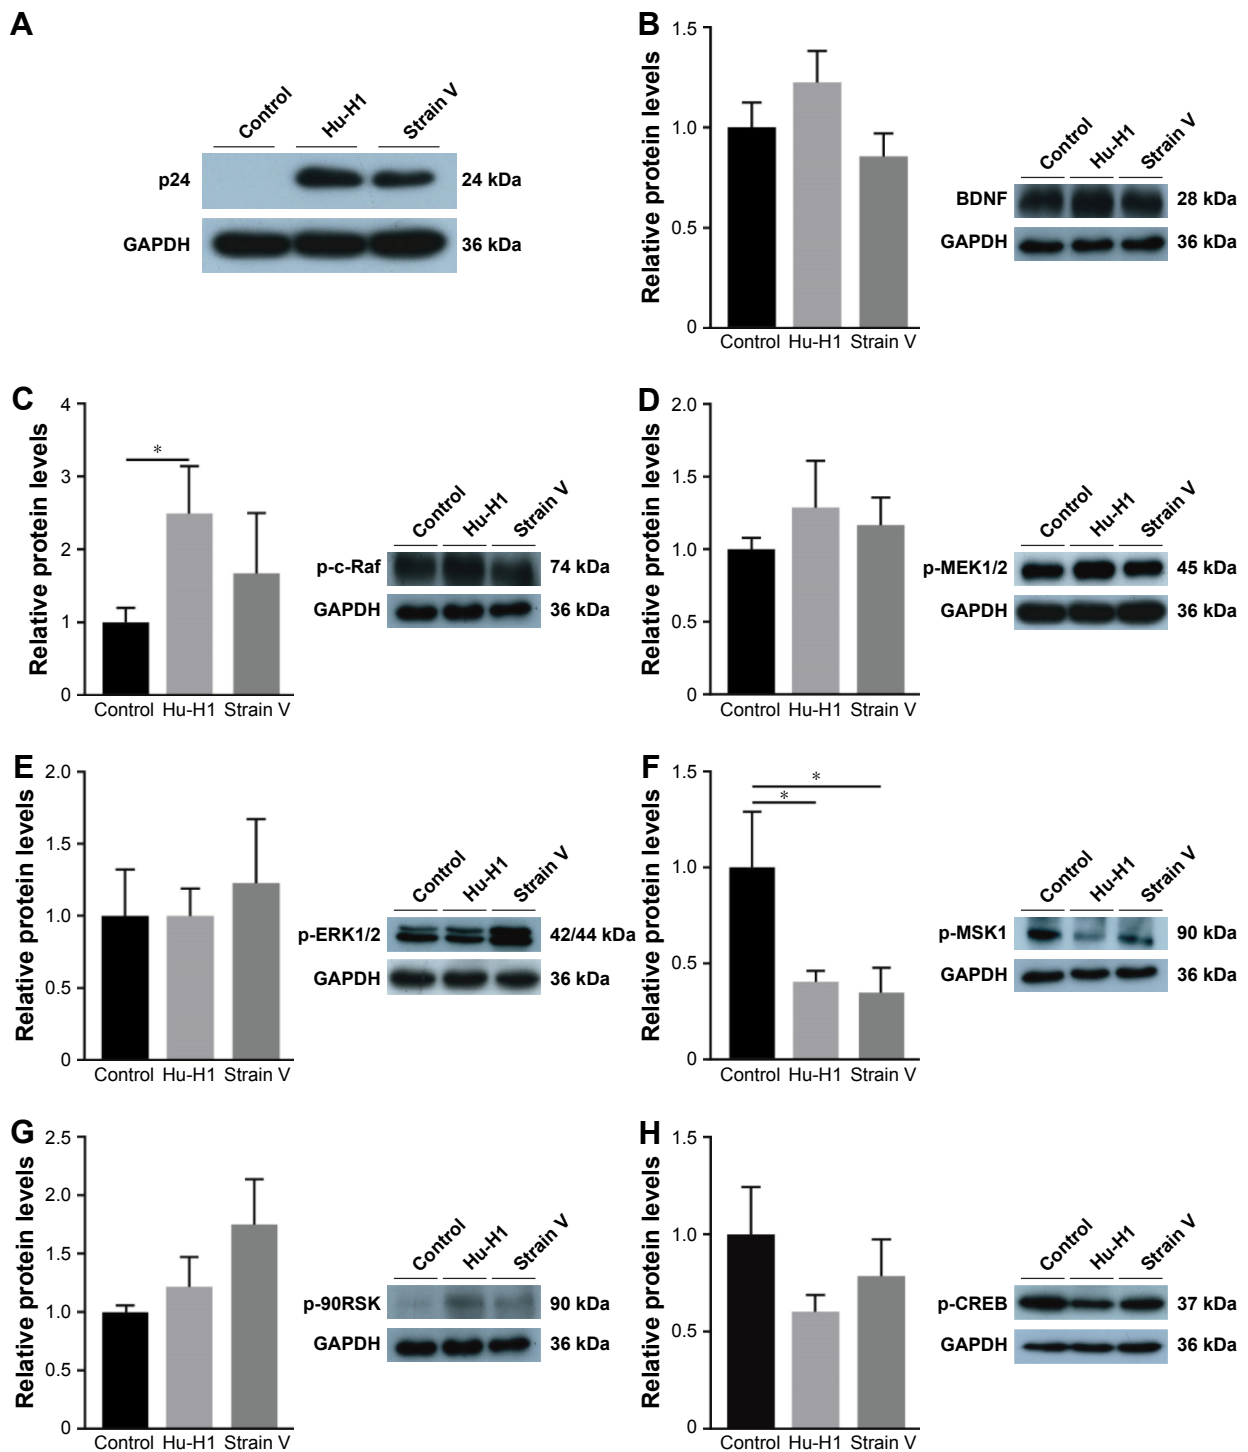 A
Control Hu-H1 Strain V
p24 24 kDa
GAPDH 36 kDa
B
Relative protein levels
1.5
1.0
0.5
0
Control Hu-H1 Strain V
Control Hu-H1 Strain V
BDNF 28 kDa
GAPDH 36 kDa
C
Relative protein levels
4
3
2
1
0
*
Control Hu-H1 Strain V
Control Hu-H1 Strain V
p-c-Raf 74 kDa
GAPDH 36 kDa
D
Relative protein levels
2.0
1.5
1.0
0.5
0
Control Hu-H1 Strain V
Control Hu-H1 Strain V
p-MEK1/2 45 kDa
GAPDH 36 kDa
E
Relative protein levels
2.0
1.5
1.0
0.5
0
Control Hu-H1 Strain V
Control Hu-H1 Strain V
p-ERK1/2 42/44 kDa
GAPDH 36 kDa
F
Relative protein levels
1.5
1.0
0.5
0
*
*
Control Hu-H1 Strain V
Control Hu-H1 Strain V
p-MSK1 90 kDa
GAPDH 36 kDa
G
Relative protein levels
2.5
2.0
1.5
1.0
0.5
0
Control Hu-H1 Strain V
Control Hu-H1 Strain V
p-90RSK 90 kDa
GAPDH 36 kDa
H
Relative protein levels
1.5
1.0
0.5
0
Control Hu-H1 Strain V
Control Hu-H1 Strain V
p-CREB 37 kDa
GAPDH 36 kDa